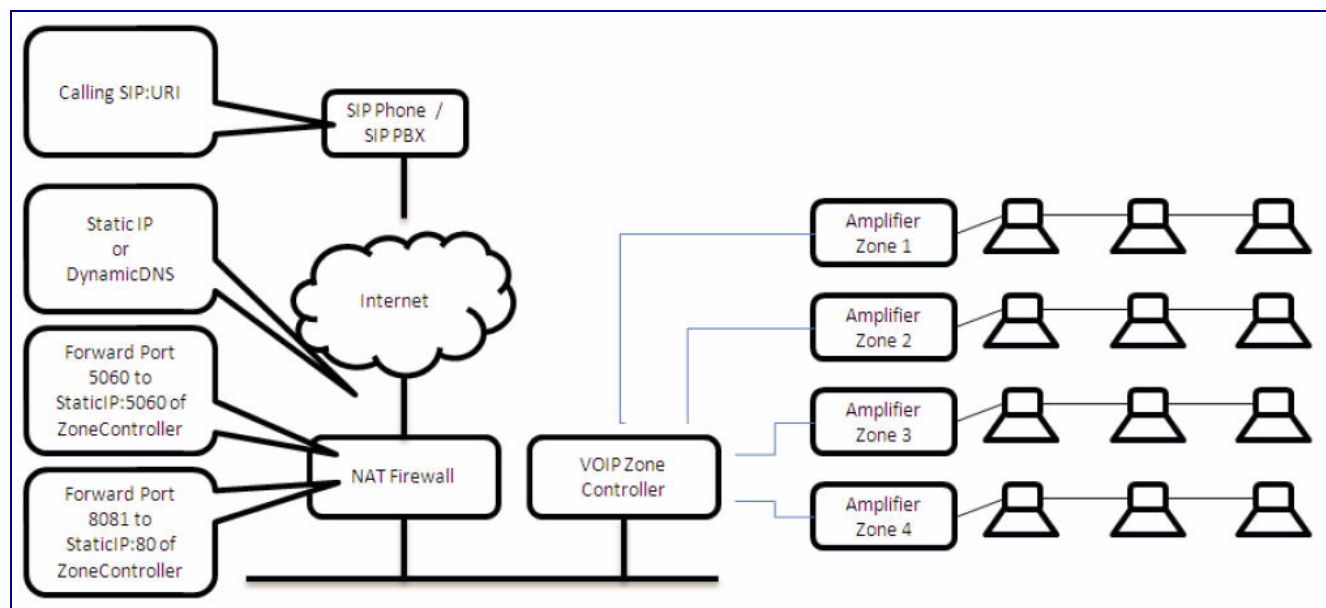 Calling SIP:URI
SIP Phone /
SIP PBX
Static IP
or
DynamicDNS
Internet
Forward Port
5060 to
StaticIP:5060 of
ZoneController
NAT Firewall
Forward Port
8081 to
StaticIP:80 of
ZoneController
VOIP Zone
Controller
Amplifier
Zone 1
Amplifier
Zone 2
Amplifier
Zone 3
Amplifier
Zone 4